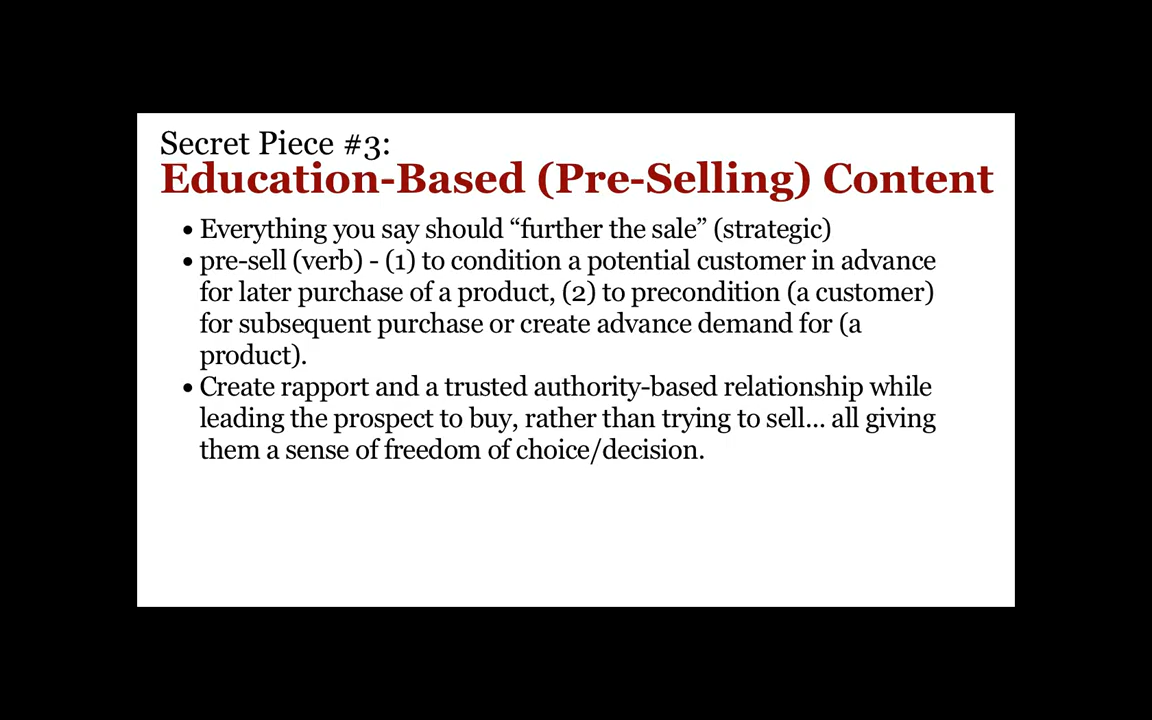 Secret Piece #3:
Education-Based (Pre-Selling) Content
• Everything you say should “further the sale” (strategic)
• pre-sell (verb) - (1) to condition a potential customer in advance
for later purchase of a product, (2) to precondition (a customer)
for subsequent purchase or create advance demand for (a
product).
• Create rapport and a trusted authority-based relationship while
leading the prospect to buy, rather than trying to sell... all giving
them a sense of freedom of choice/decision.